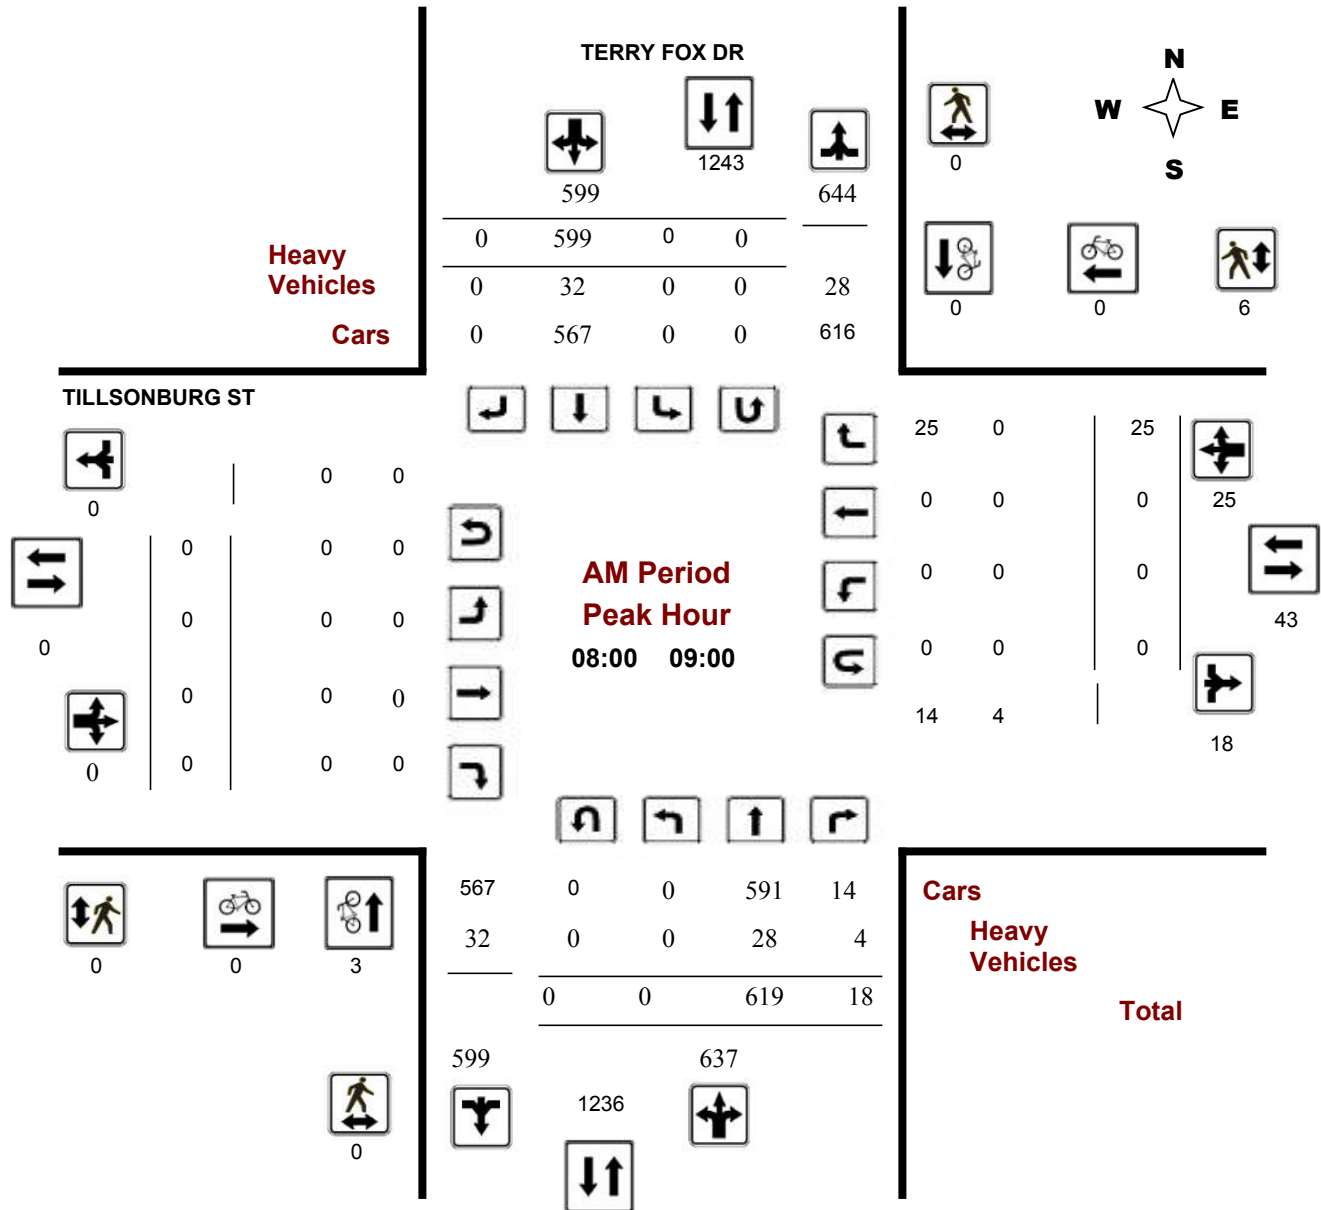 TERRY FOX DR
N
W E
S
1243
0
599 644
0 599 0 0
Heavy
Vehicles
0 32 0 0 28
0 0 6
Cars 0 567 0 0 616
TILLSONBURG ST
25 0 25
0 0
0
0 0 0 25
0 0 0
AM Period
0 0 0
Peak Hour
0 0 0
43
0
08:00 09:00
0 0 0
0 0 0
14 4
18
0
0 0 0
567 0 0 591 14
Cars
32 0 0 28 4
Heavy
Vehicles
0 0 3
0 0 619 18
Total
599 637
1236
0